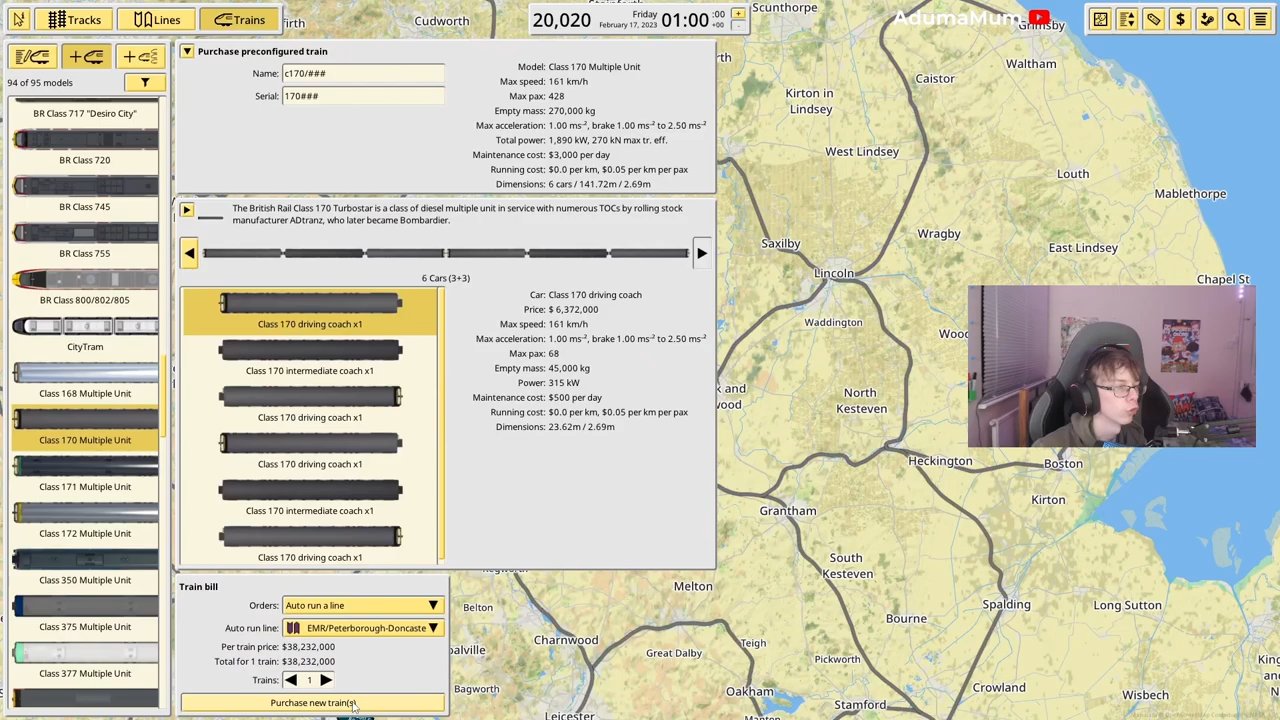 Tracks
Lines
Trains
20,020
Friday
February 17, 2023
01:00
:00
+00
+
-
AdumaMum
$
94 of 95 models
BR Class 717 "Desiro City"
BR Class 720
BR Class 745
BR Class 755
BR Class 800/802/805
CityTram
Class 168 Multiple Unit
Class 170 Multiple Unit
Class 171 Multiple Unit
Class 172 Multiple Unit
Class 350 Multiple Unit
Class 375 Multiple Unit
Class 377 Multiple Unit
Purchase preconfigured train
Name: c170/###
Serial: 170###
Model: Class 170 Multiple Unit
Max speed: 161 km/h
Max pax: 428
Empty mass: 270,000 kg
Max acceleration: 1.00 ms⁻², brake 1.00 ms⁻² to 2.50 ms⁻²
Total power: 1,890 kW, 270 kN max tr. eff.
Maintenance cost: $3,000 per day
Running cost: $0.0 per km, $0.05 per km per pax
Dimensions: 6 cars / 141.72m / 2.69m
The British Rail Class 170 Turbostar is a class of diesel multiple unit in service with numerous TOCs by rolling stock
manufacturer ADtranz, who later became Bombardier.
6 Cars (3+3)
Class 170 driving coach x1
Class 170 intermediate coach x1
Class 170 driving coach x1
Class 170 driving coach x1
Class 170 intermediate coach x1
Class 170 driving coach x1
Car: Class 170 driving coach
Price: $ 6,372,000
Max speed: 161 km/h
Max acceleration: 1.00 ms⁻², brake 1.00 ms⁻² to 2.50 ms⁻²
Max pax: 68
Empty mass: 45,000 kg
Power: 315 kW
Maintenance cost: $500 per day
Running cost: $0.0 per km, $0.05 per km per pax
Dimensions: 23.62m / 2.69m
Train bill
Orders: Auto run a line
Auto run line: EMR/Peterborough-Doncaste
Per train price: $38,232,000
Total for 1 train: $38,232,000
Trains: 1
Purchase new train(s)
Cudworth
Scunthorpe
Grimsby
Waltham
Caistor
Kirton in
Lindsey
West Lindsey
Louth
Mablethorpe
Wragby
East Lindsey
Saxilby
Lincoln
Chapel St
Waddington
North
Kesteven
Heckington
Boston
Kirton
Grantham
South
Kesteven
Melton
Spalding
Long Sutton
Belton
Bourne
Charnwood
Teigh
Great Dalby
Pickworth
Crowland
Oakham
Wisbech
Stamford
Bagworth
Leicester